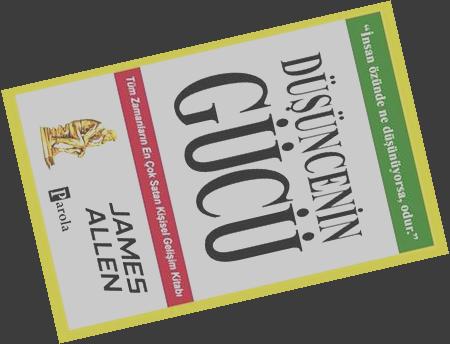 “İnsan özünde ne düşünüyorsa, odur.”
DÜŞÜNCENİN
GÜCÜ
Tüm Zamanların En Çok Satan Kişisel Gelişim Kitabı
JAMES
ALLEN
Parola